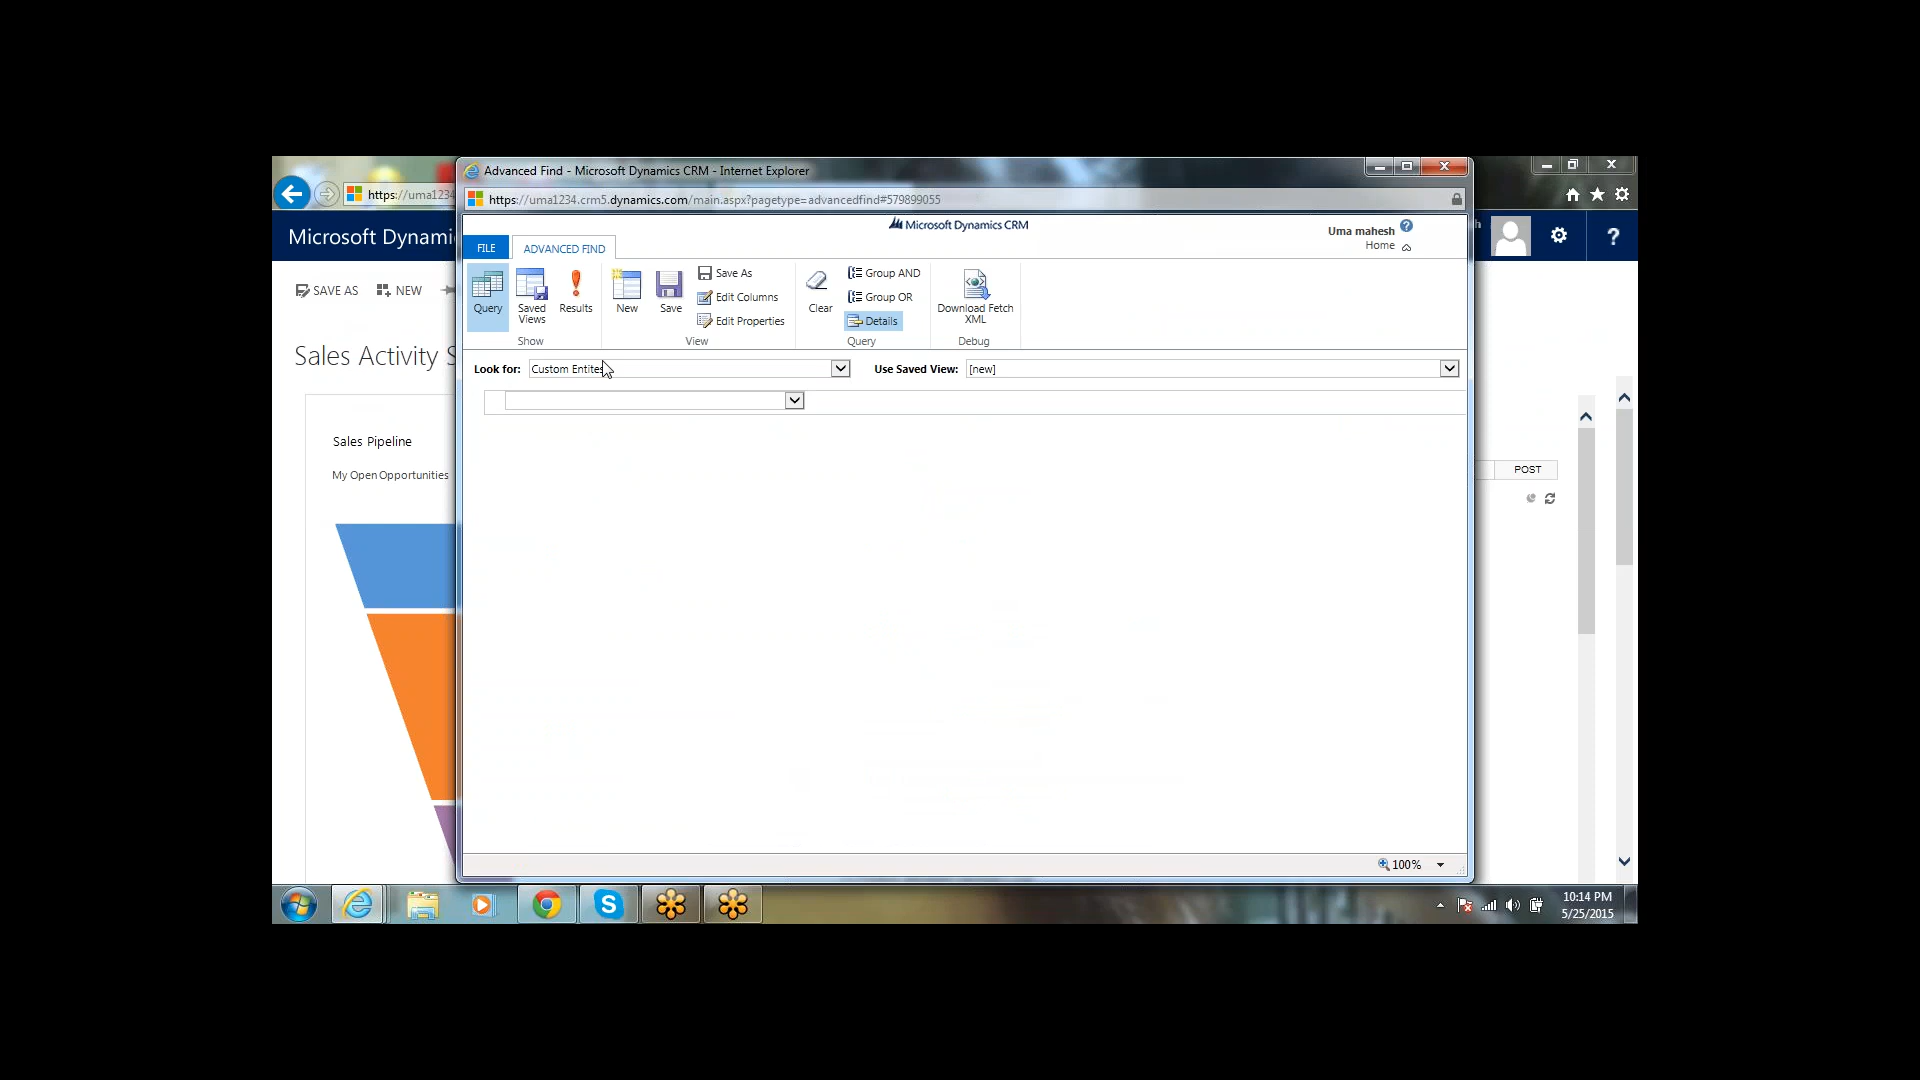 Advanced Find - Microsoft Dynamics CRM - Internet Explorer
https://uma1234
https://uma1234.crm5.dynamics.com/main.aspx?pagetype=advancedfind#579899055
Microsoft Dynami
Microsoft Dynamics CRM
Uma mahesh
Home
h
?
FILE
ADVANCED FIND
SAVE AS
NEW
Query
Saved Views
Results
Show
New
Save
Save As
Edit Columns
Edit Properties
View
Clear
Group AND
Group OR
Details
Query
Download Fetch XML
Debug
Sales Activity S
Look for:
Custom Entites
Use Saved View:
[new]
Sales Pipeline
My Open Opportunities
POST
100%
10:14 PM
5/25/2015